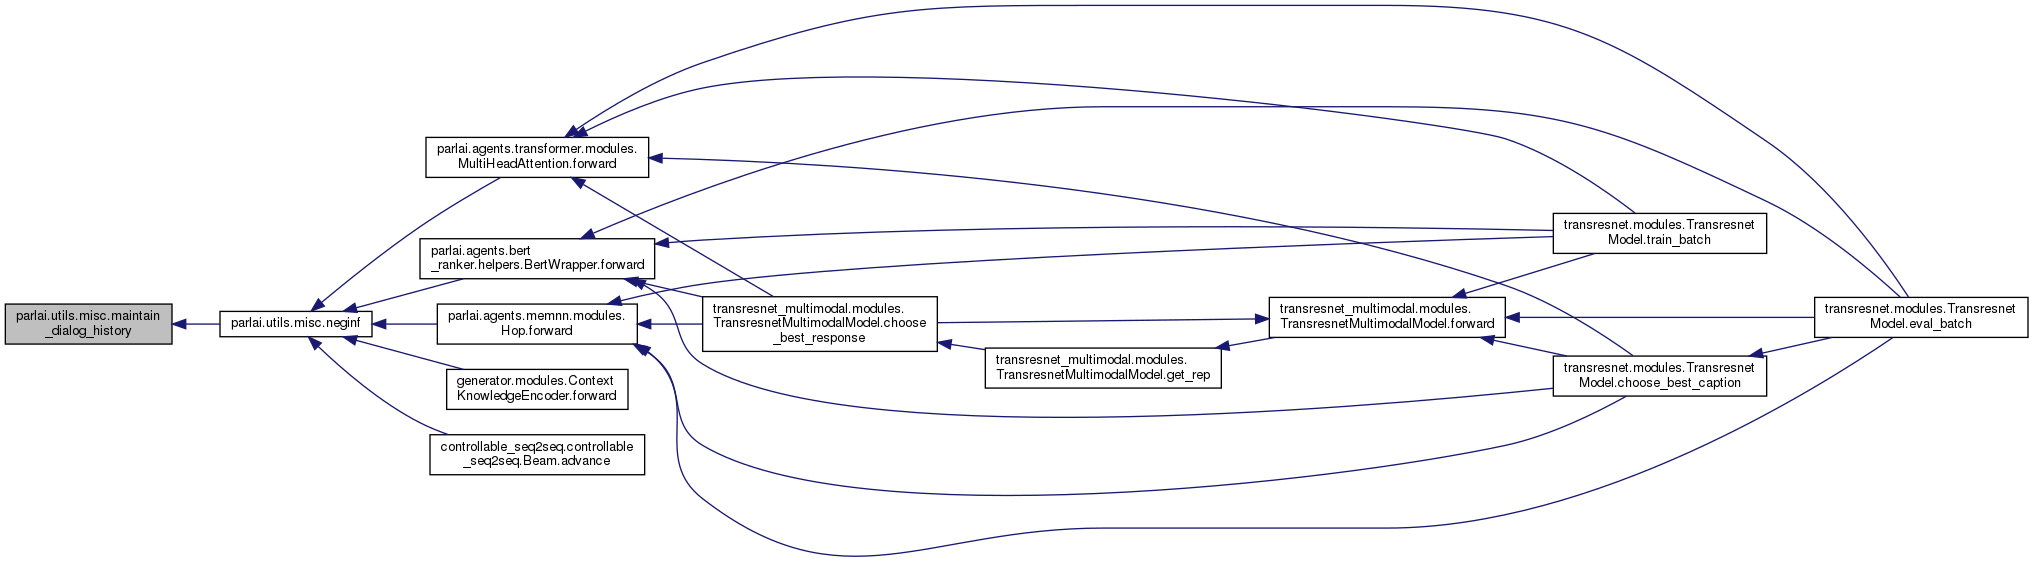 parlai.utils.misc.maintain
_dialog_history
parlai.utils.misc.neginf
parlai.agents.transformer.modules.
MultiHeadAttention.forward
parlai.agents.bert
_ranker.helpers.BertWrapper.forward
parlai.agents.memnn.modules.
Hop.forward
generator.modules.Context
KnowledgeEncoder.forward
controllable_seq2seq.controllable
_seq2seq.Beam.advance
transresnet_multimodal.modules.
TransresnetMultimodalModel.choose
_best_response
transresnet_multimodal.modules.
TransresnetMultimodalModel.get_rep
transresnet_multimodal.modules.
TransresnetMultimodalModel.forward
transresnet.modules.Transresnet
Model.train_batch
transresnet.modules.Transresnet
Model.choose_best_caption
transresnet.modules.Transresnet
Model.eval_batch